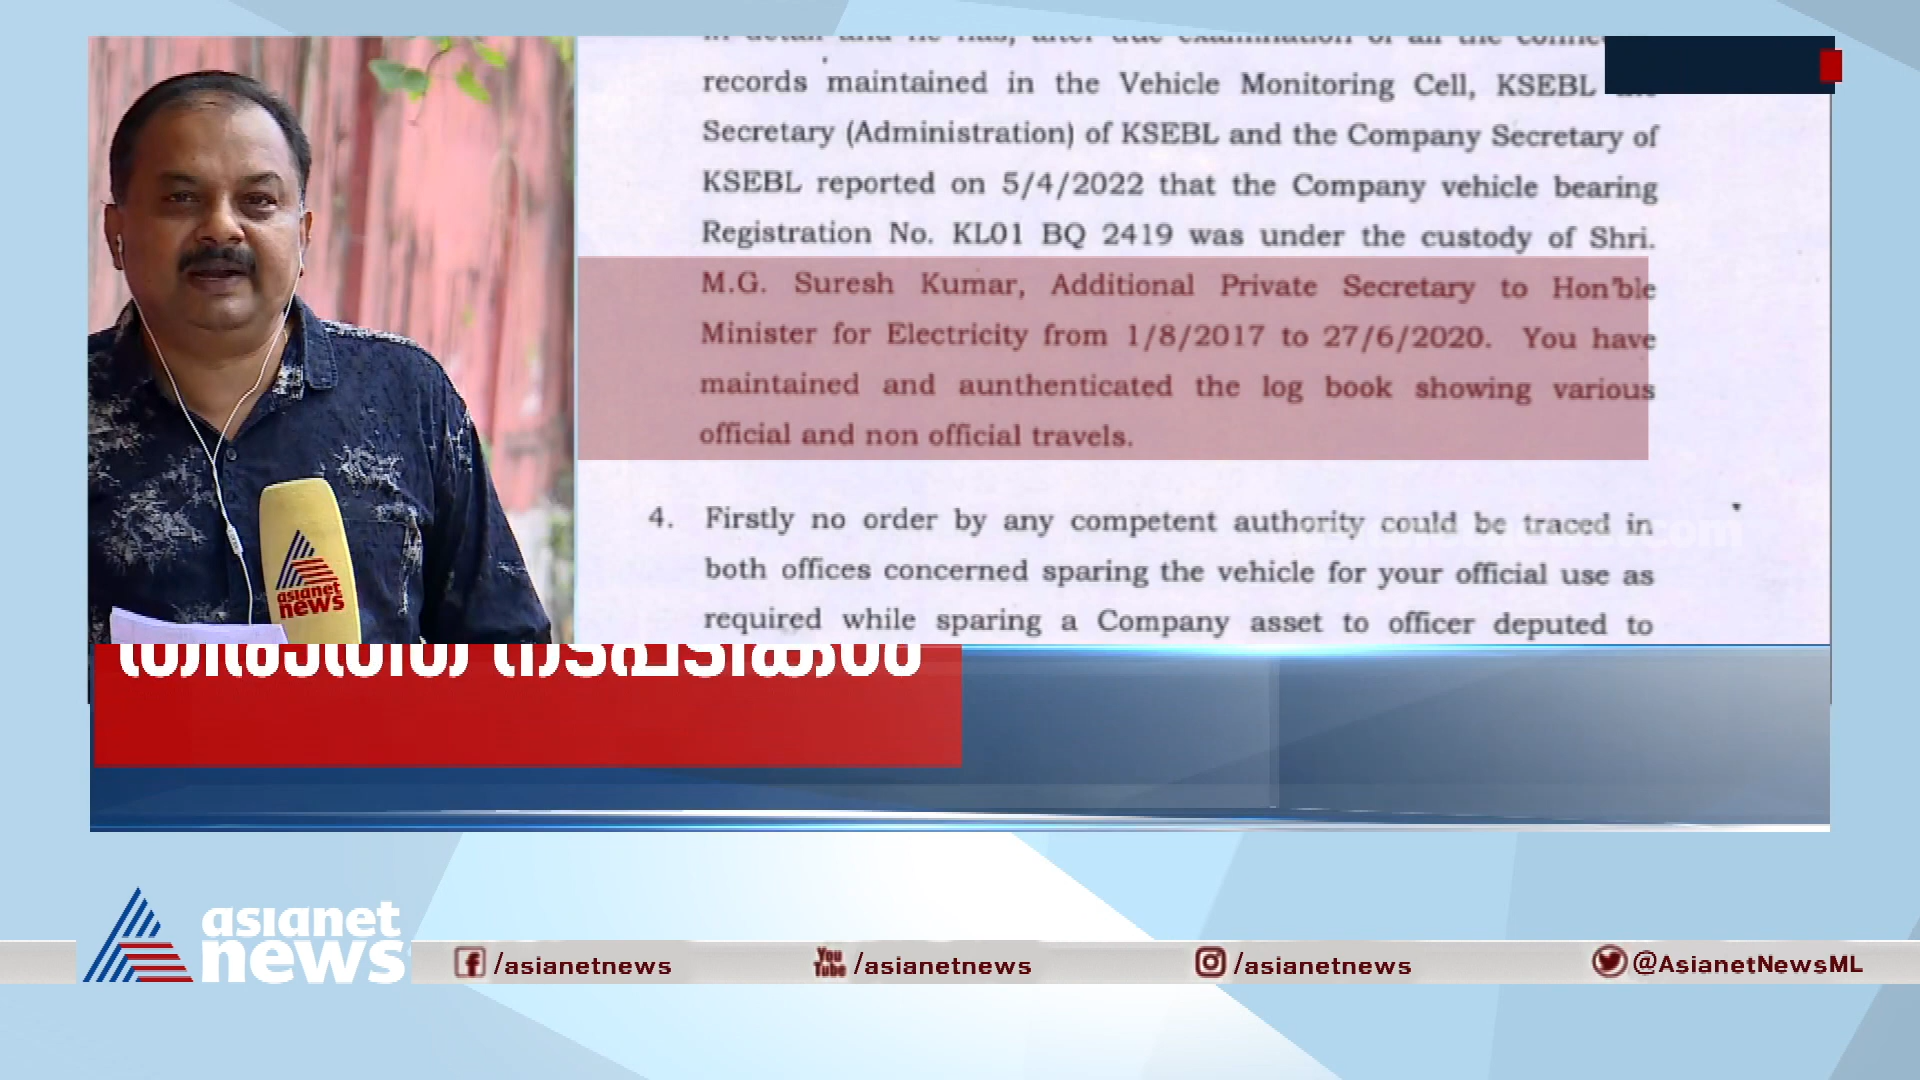 records maintained in the Vehicle Monitoring Cell, KSEBL
Secretary (Administration) of KSEBL and the Company Secretary of
KSEBL reported on 5/4/2022 that the Company vehicle bearing
Registration No. KL01 BQ 2419 was under the custody of Shri.
M.G. Suresh Kumar, Additional Private Secretary to Hon'ble
Minister for Electricity from 1/8/2017 to 27/6/2020. You have
maintained and aunthenticated the log book showing various
official and non official travels.
4. Firstly no order by any competent authority could be traced in
both offices concerned sparing the vehicle for your official use as
required while sparing a Company asset to officer deputed to
asianet
news
asianet
news
/asianetnews
You
Tube /asianetnews
/asianetnews
@AsianetNewsML